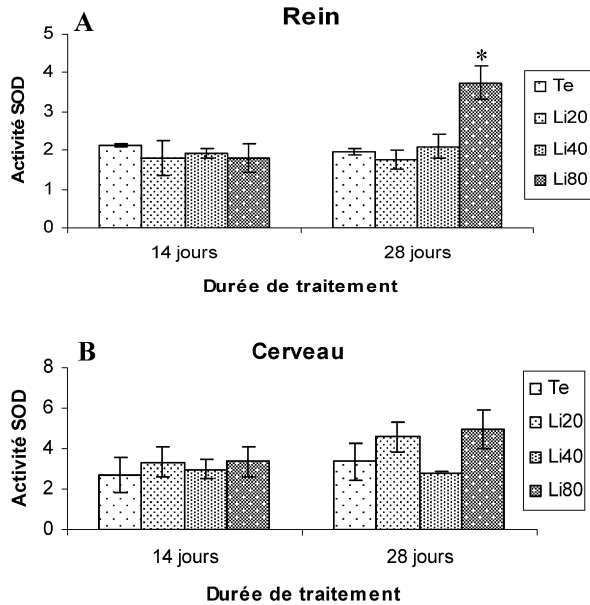 A
Rein
Activité SOD
5
4
3
2
1
0
*
14 jours
28 jours
Durée de traitement
Te
Li20
Li40
Li80
B
Cerveau
Activité SOD
8
6
4
2
0
14 jours
28 jours
Durée de traitement
Te
Li20
Li40
Li80